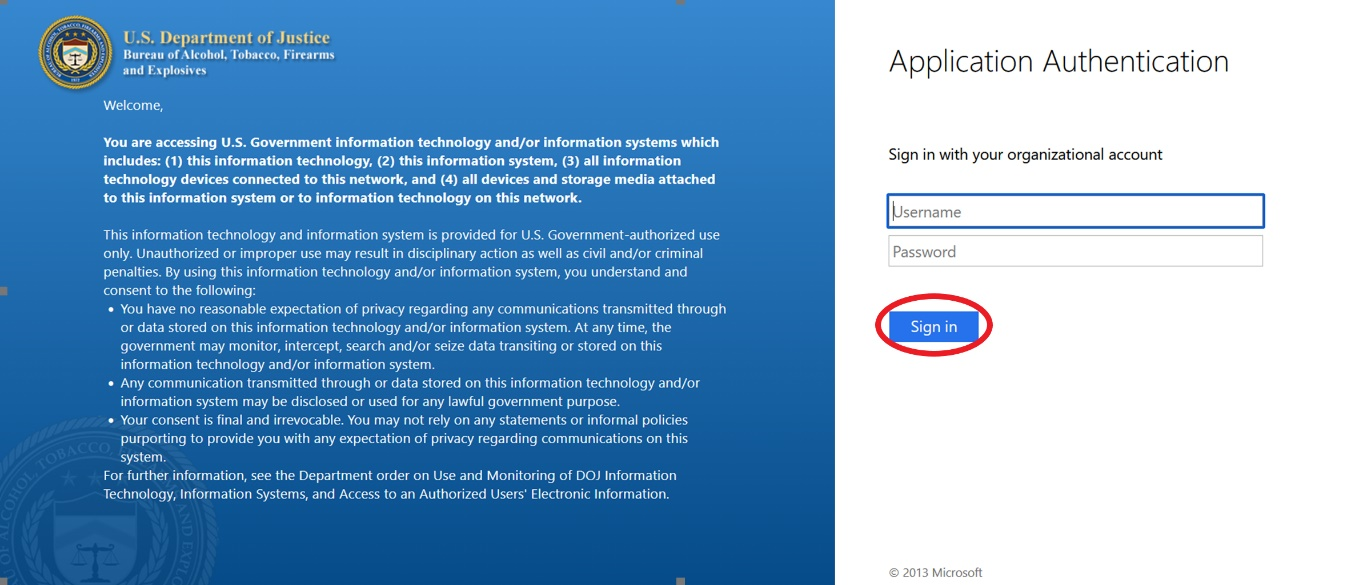 U.S. Department of Justice
Bureau of Alcohol, Tobacco, Firearms
and Explosives
Welcome,
You are accessing U.S. Government information technology and/or information systems which
includes: (1) this information technology, (2) this information system, (3) all information
technology devices connected to this network, and (4) all devices and storage media attached
to this information system or to information technology on this network.
This information technology and information system is provided for U.S. Government-authorized use
only. Unauthorized or improper use may result in disciplinary action as well as civil and/or criminal
penalties. By using this information technology and/or information system, you understand and
consent to the following:
• You have no reasonable expectation of privacy regarding any communications transmitted through
or data stored on this information technology and/or information system. At any time, the
government may monitor, intercept, search and/or seize data transiting or stored on this
information technology and/or information system.
• Any communication transmitted through or data stored on this information technology and/or
information system may be disclosed or used for any lawful government purpose.
• Your consent is final and irrevocable. You may not rely on any statements or informal policies
purporting to provide you with any expectation of privacy regarding communications on this
system.
For further information, see the Department order on Use and Monitoring of DOJ Information
Technology, Information Systems, and Access to an Authorized Users' Electronic Information.
Application Authentication
Sign in with your organizational account
Username
Password
Sign in
© 2013 Microsoft